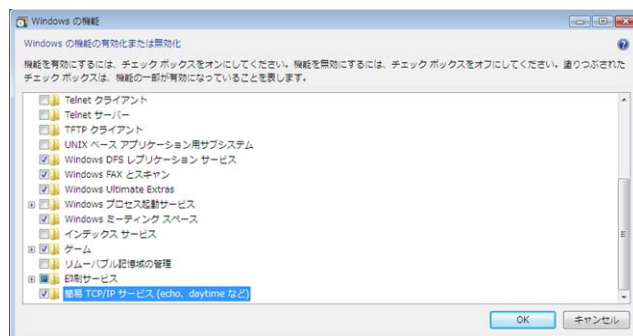 Windows の機能
Windows の機能の有効化または無効化
機能を有効にするには、チェック ボックスをオンにしてください。機能を無効にするには、チェック ボックスをオフにしてください。塗りつぶされた
チェック ボックスは、機能の一部が有効になっていることを表します。
Telnet クライアント
Telnet サーバー
TFTP クライアント
UNIX ベース アプリケーション用サブシステム
Windows DFS レプリケーション サービス
Windows FAX とスキャン
Windows Ultimate Extras
Windows プロセス起動サービス
Windows ミーティング スペース
インデックス サービス
ゲーム
リムーバブル記憶域の管理
印刷サービス
簡易 TCP/IP サービス (echo、daytime など)
OK
キャンセル